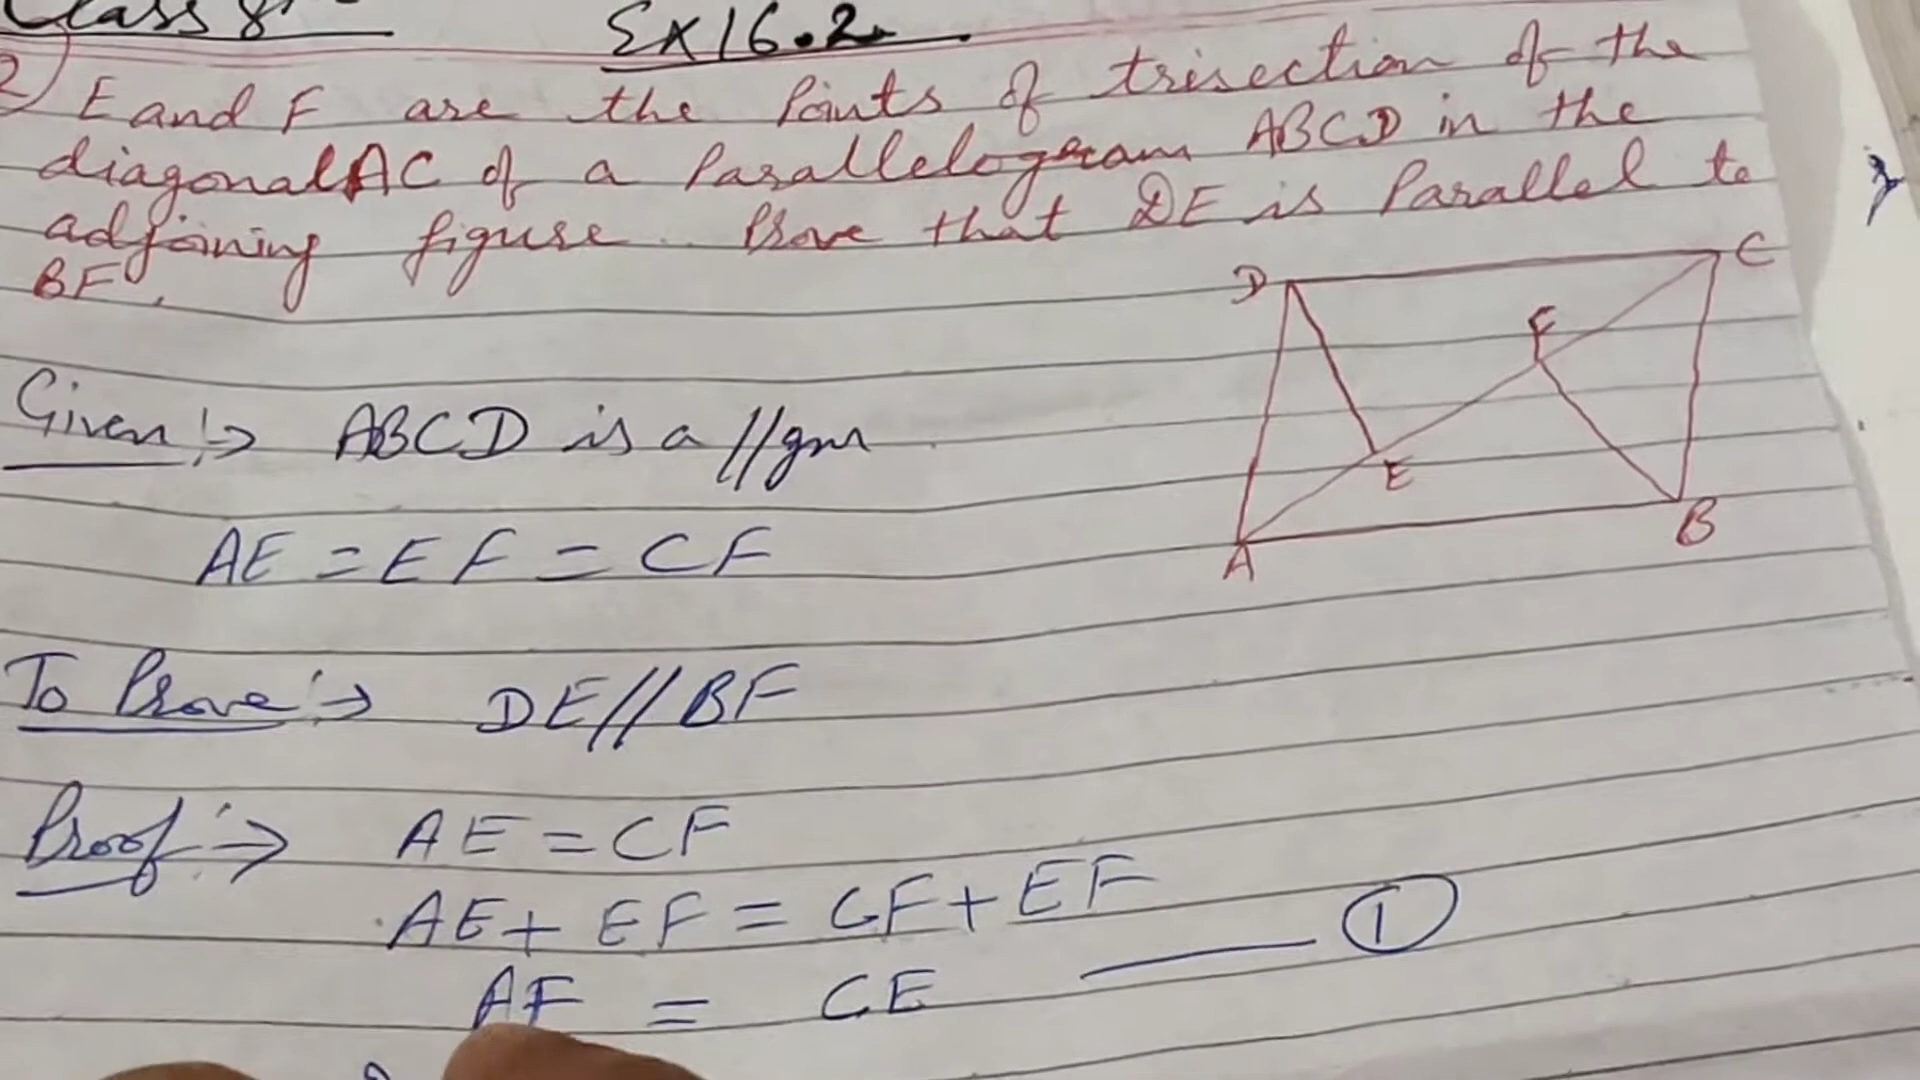 Class 8th
Ex 16.2
2) E and F are the Points of trisection of the
diagonal AC of a Parallelogram ABCD in the
adjoining figure. Prove that DE is Parallel to
BF.
D
C
F
E
A
B
Given :→ ABCD is a //gm
AE = EF = CF
To Prove :→ DE // BF
Proof :→ AE = CF
AE + EF = CF + EF
AF = CE ——— ①